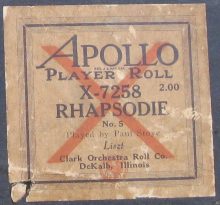 APOLLO
PLAYER ROLL
X-7258 2.00
RHAPSODIE
No. 5
Played by Paul
Liszt
Clark Orchestra Roll Co.
DeKalb, Illinois